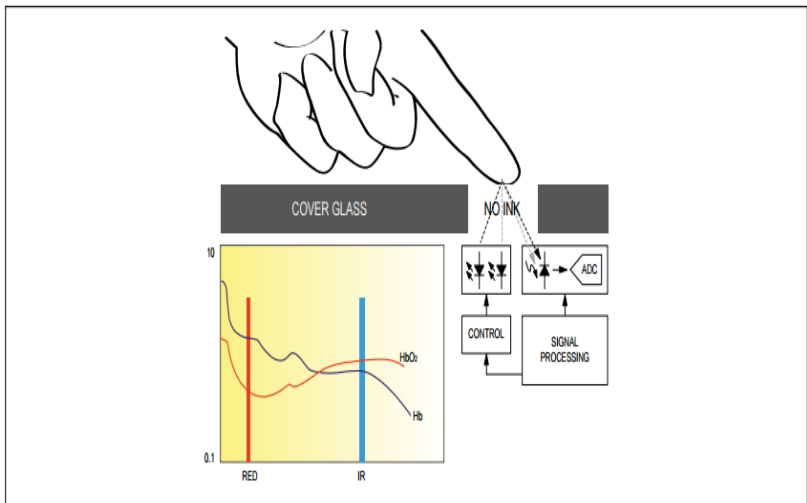 COVER GLASS
NO INK
10
ADC
CONTROL
SIGNAL
PROCESSING
HbO₂
Hb
0.1
RED
IR